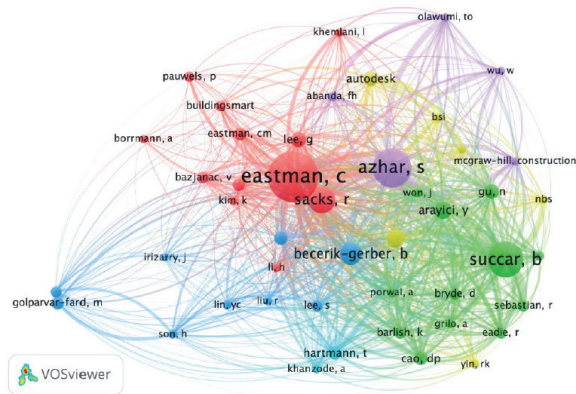 olawumi, to
khemlani, l
wu, w
pauwels, p
autodesk
abanda, fh
buildingsmart
bsi
borrmann, a
eastman, cm
lee, g
mcgraw-hill, construction
azhar, s
eastman, c
bazjanac, v
kim, k
won, j
gu, n
nbs
sacks, r
arayici, y
becerik-gerber, b
succar, b
irizarry, j
li, h
golparvar-fard, m
lin, yc
liu, r
lee, s
porwal, a
bryde, d
sebastian, r
son, h
barlish, k
grilo, a
eadie, r
hartmann, t
cao, dp
yin, rk
khanzode, a
VOSviewer